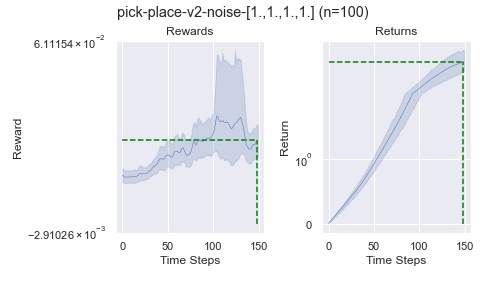 pick-place-v2-noise-[1.,1.,1.,1.] (n=100)
Rewards
Returns
6.11154 × 10⁻²
−2.91026 × 10⁻³
Reward
0
50
100
150
Time Steps
10⁰
0
Return
0
50
100
150
Time Steps